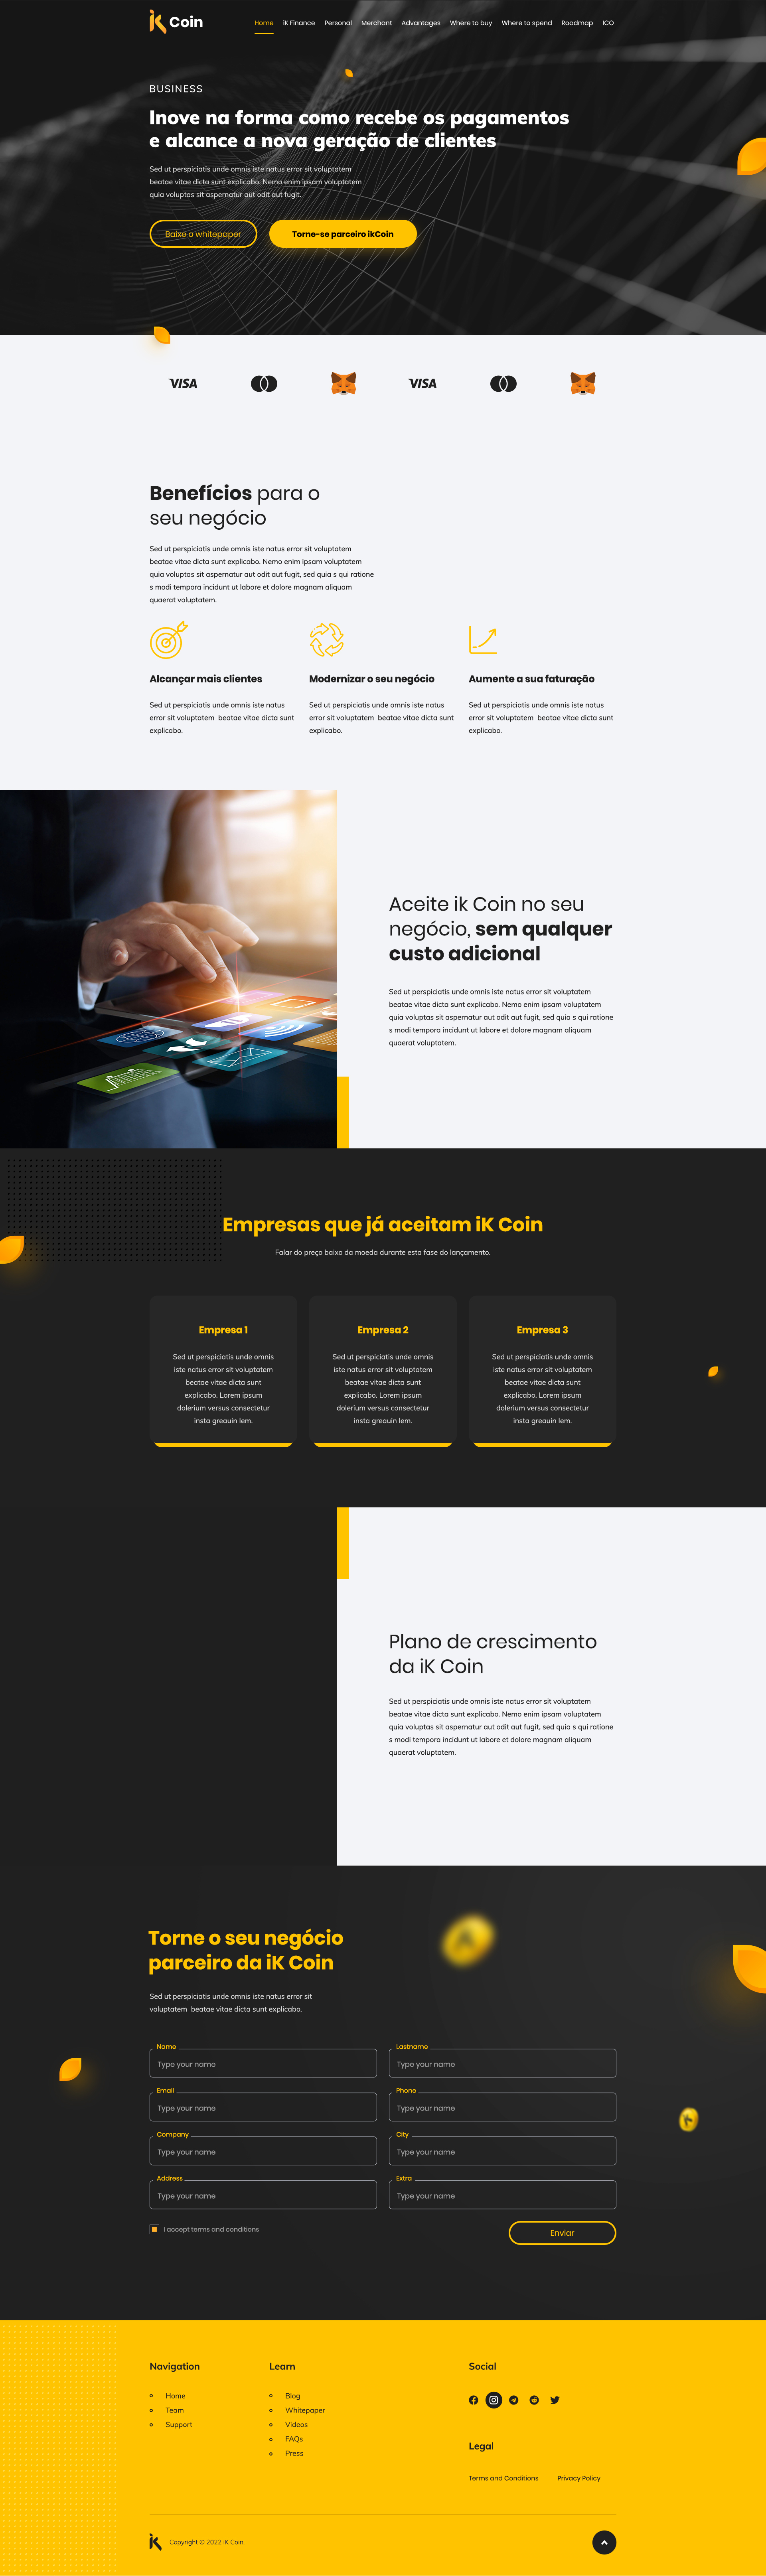 iK Coin
Home iK Finance Personal Merchant Advantages Where to buy Where to spend Roadmap ICO
BUSINESS
Inove na forma como recebe os pagamentos
e alcance a nova geração de clientes
Sed ut perspiciatis unde omnis iste natus error sit voluptatem
beatae vitae dicta sunt explicabo. Nemo enim ipsam voluptatem
quia voluptas sit aspernatur aut odit aut fugit.
Baixe o whitepaper
Torne-se parceiro ikCoin
VISA
VISA
Benefícios para o
seu negócio
Sed ut perspiciatis unde omnis iste natus error sit voluptatem
beatae vitae dicta sunt explicabo. Nemo enim ipsam voluptatem
quia voluptas sit aspernatur aut odit aut fugit, sed quia s qui ratione
s modi tempora incidunt ut labore et dolore magnam aliquam
quaerat voluptatem.
Alcançar mais clientes
Sed ut perspiciatis unde omnis iste natus
error sit voluptatem beatae vitae dicta sunt
explicabo.
Modernizar o seu negócio
Sed ut perspiciatis unde omnis iste natus
error sit voluptatem beatae vitae dicta sunt
explicabo.
Aumente a sua faturação
Sed ut perspiciatis unde omnis iste natus
error sit voluptatem beatae vitae dicta sunt
explicabo.
Aceite ik Coin no seu
negócio, sem qualquer
custo adicional
Sed ut perspiciatis unde omnis iste natus error sit voluptatem
beatae vitae dicta sunt explicabo. Nemo enim ipsam voluptatem
quia voluptas sit aspernatur aut odit aut fugit, sed quia s qui ratione
s modi tempora incidunt ut labore et dolore magnam aliquam
quaerat voluptatem.
Empresas que já aceitam iK Coin
Falar do preço baixo da moeda durante esta fase do lançamento.
Empresa 1
Sed ut perspiciatis unde omnis
iste natus error sit voluptatem
beatae vitae dicta sunt
explicabo. Lorem ipsum
dolerium versus consectetur
insta greauin lem.
Empresa 2
Sed ut perspiciatis unde omnis
iste natus error sit voluptatem
beatae vitae dicta sunt
explicabo. Lorem ipsum
dolerium versus consectetur
insta greauin lem.
Empresa 3
Sed ut perspiciatis unde omnis
iste natus error sit voluptatem
beatae vitae dicta sunt
explicabo. Lorem ipsum
dolerium versus consectetur
insta greauin lem.
Plano de crescimento
da iK Coin
Sed ut perspiciatis unde omnis iste natus error sit voluptatem
beatae vitae dicta sunt explicabo. Nemo enim ipsam voluptatem
quia voluptas sit aspernatur aut odit aut fugit, sed quia s qui ratione
s modi tempora incidunt ut labore et dolore magnam aliquam
quaerat voluptatem.
Torne o seu negócio
parceiro da iK Coin
Sed ut perspiciatis unde omnis iste natus error sit
voluptatem beatae vitae dicta sunt explicabo.
Name
Type your name
Lastname
Type your name
Email
Type your name
Phone
Type your name
Company
Type your name
City
Type your name
Address
Type your name
Extra
Type your name
I accept terms and conditions
Enviar
Navigation
Home
Team
Support
Learn
Blog
Whitepaper
Videos
FAQs
Press
Social
Legal
Terms and Conditions
Privacy Policy
iK
Copyright © 2022 iK Coin.